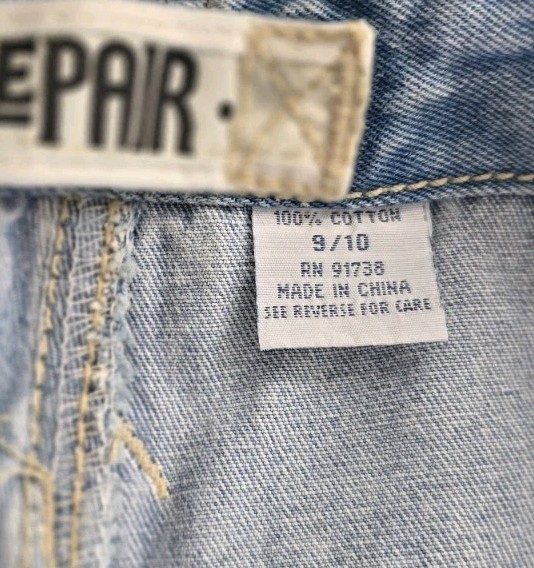 EPAIR.
100% COTTON
9/10
RN 91738
MADE IN CHINA
SEE REVERSE FOR CARE